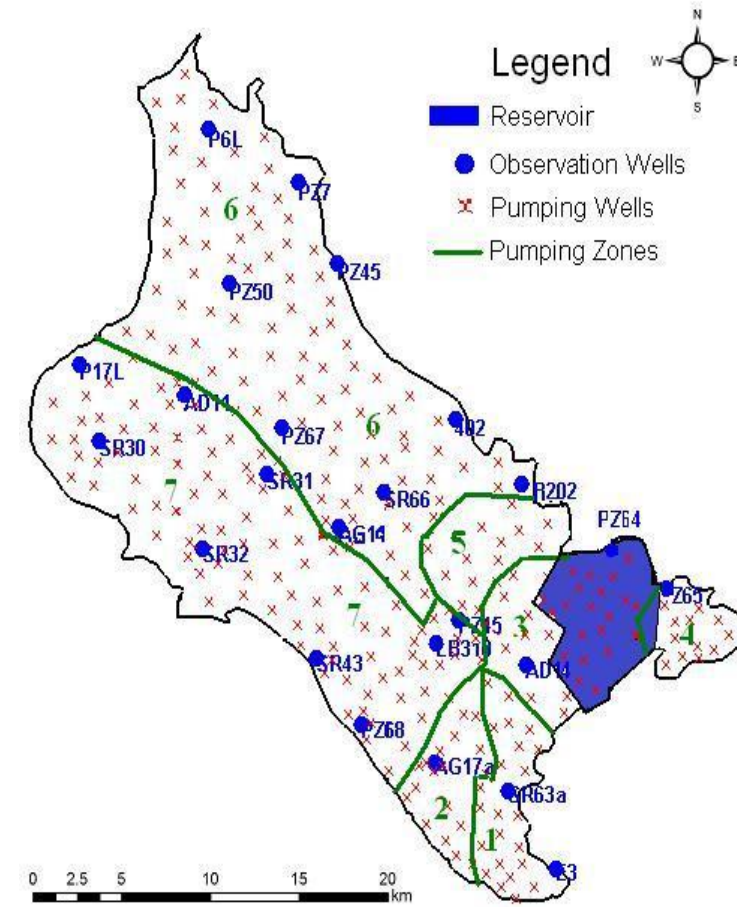 N
W E
S
Legend
Reservoir
Observation Wells
Pumping Wells
Pumping Zones
P6L
PZ7
6
PZ45
PZ50
P17L
AD11
402
6
PZ67
SR30
SR31
R202
7
SR66
PZ64
AG11
5
SR32
Z65
7
PZ15
3
4
LB310
SR43
AD14
PZ68
AG17a
SR63a
2
1
E3
0 2.5 5 10 15 20
km